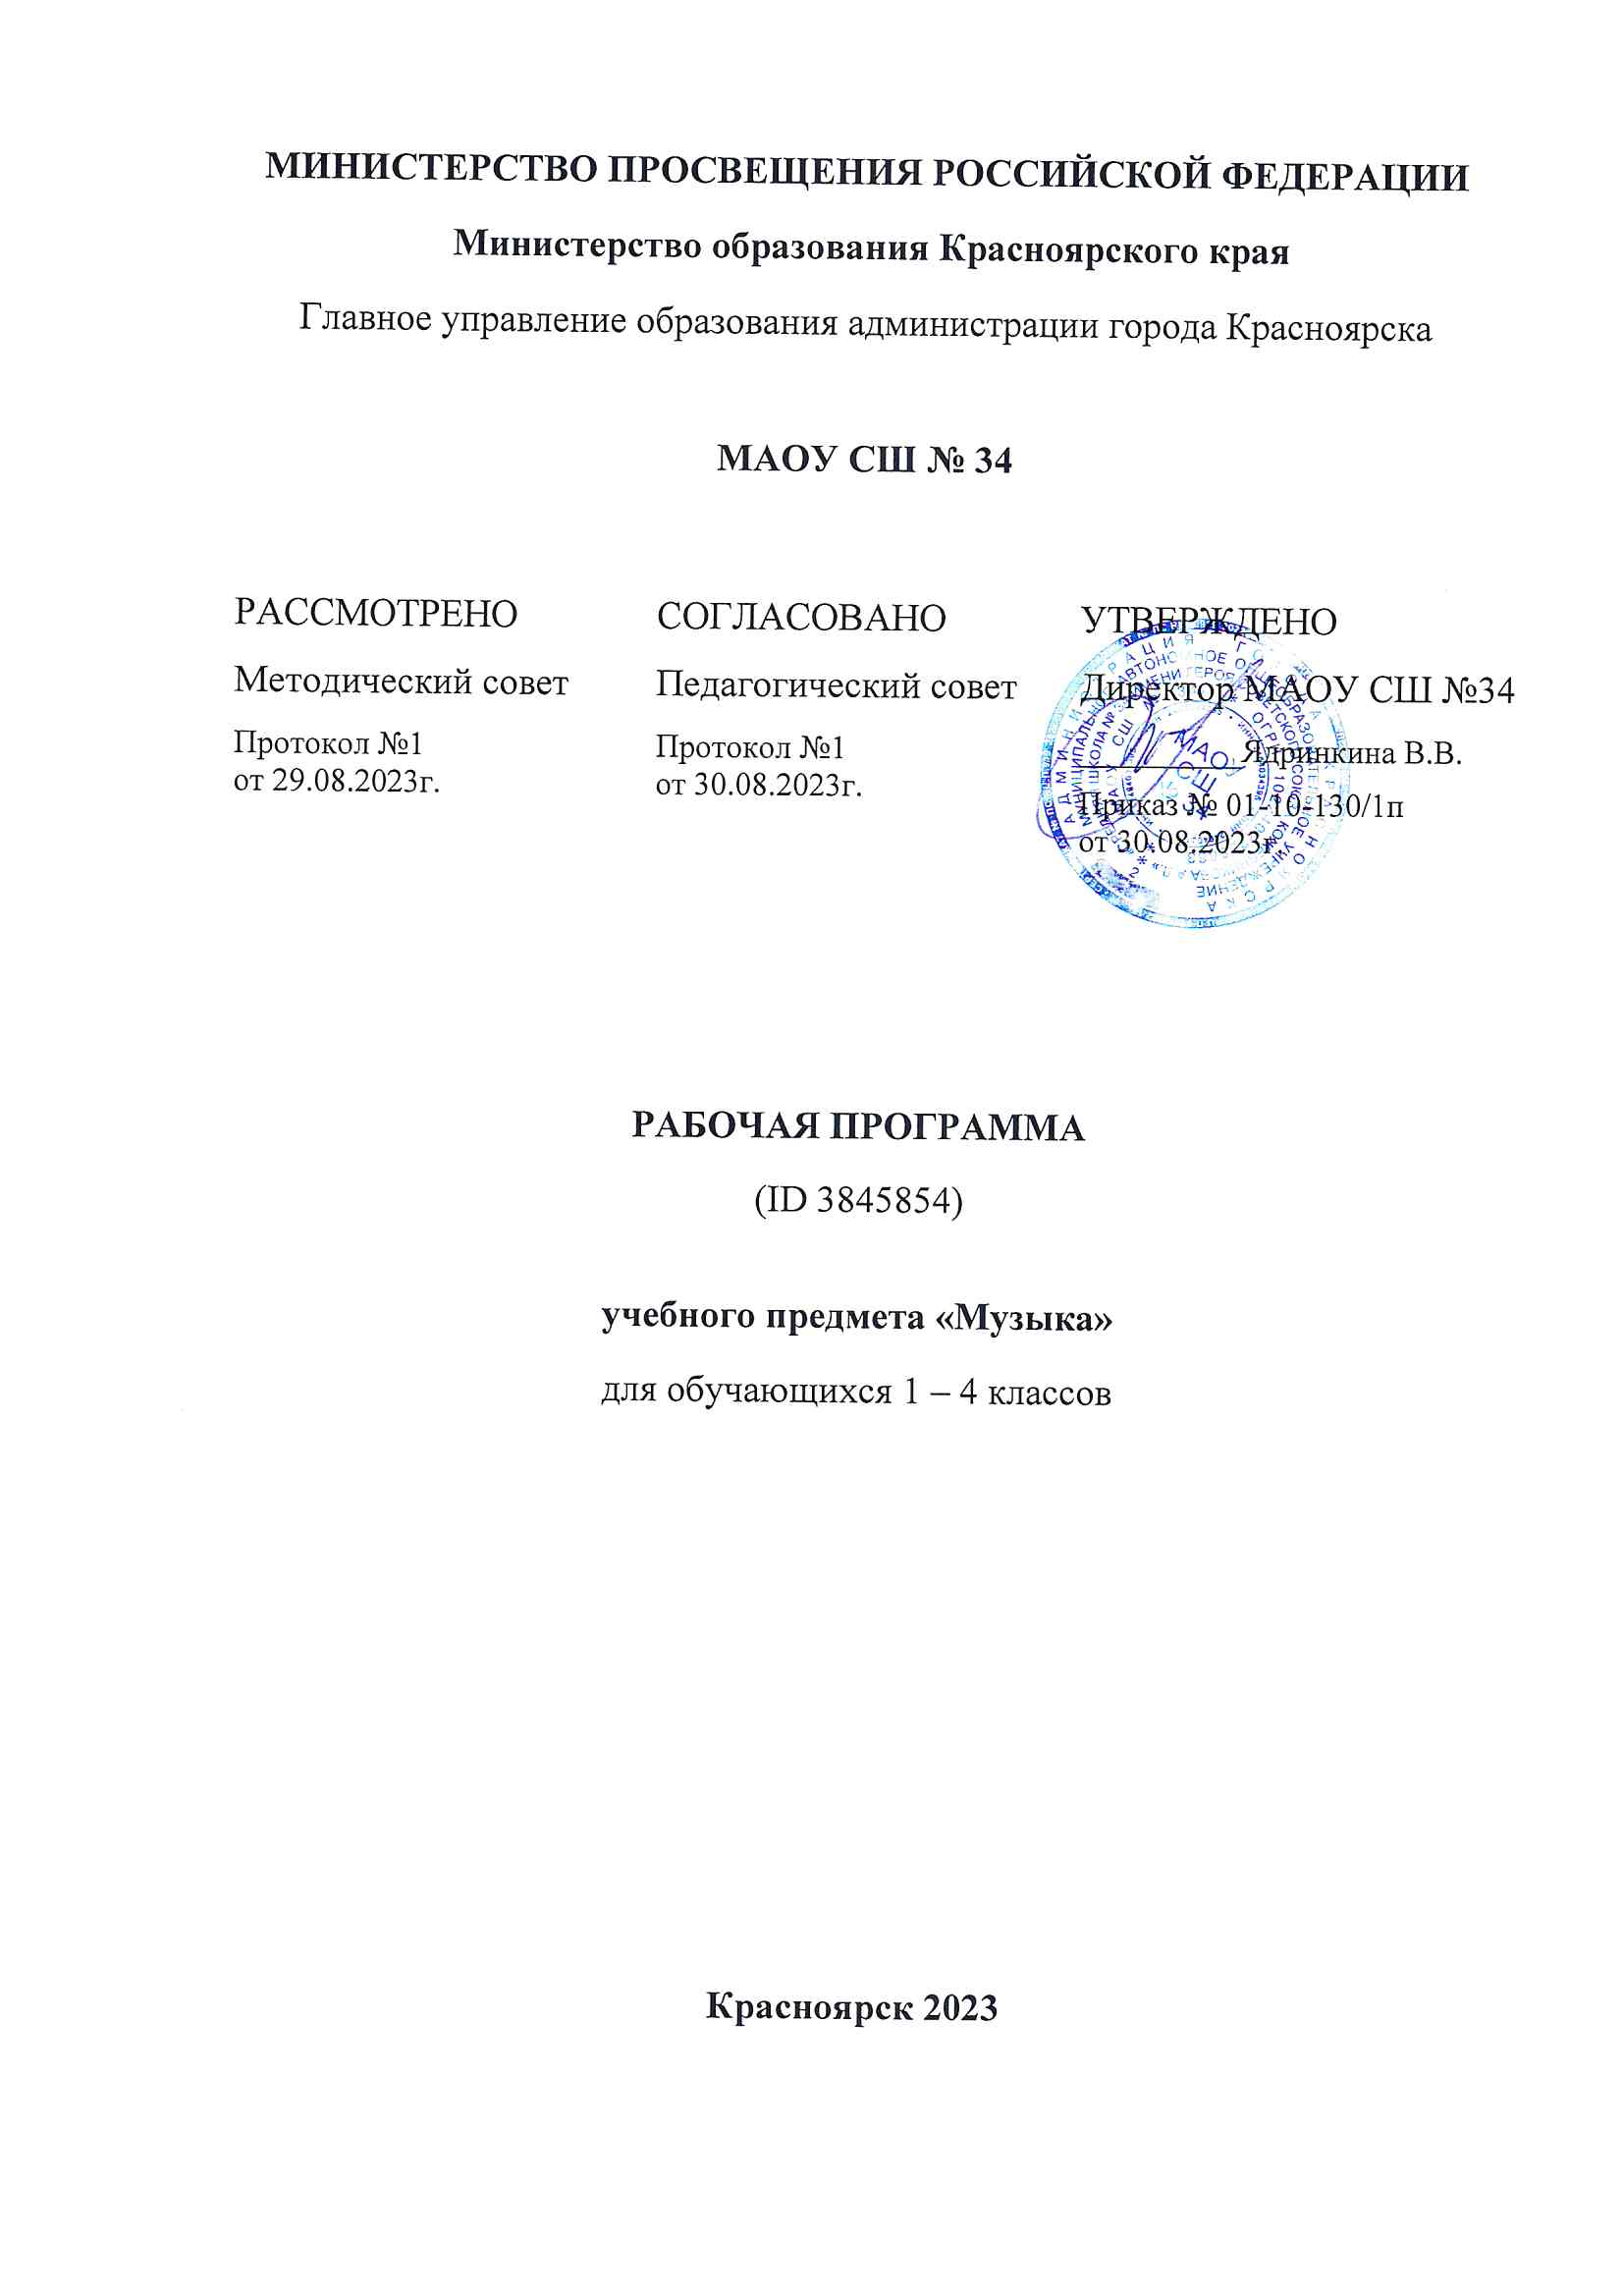 МИНИСТЕРСТВО ПРОСВЕЩЕНИЯ РОССИЙСКОЙ ФЕДЕРАЦИИ
Министерство образования Красноярского края
Главное управление образования администрации города Красноярска
МАОУ СШ № 34
РАССМОТРЕНО
Методический совет
Протокол №1
от 29.08.2023г.
СОГЛАСОВАНО
Педагогический совет
Протокол №1
от 30.08.2023г.
УТВЕРЖДЕНО
Директор МАОУ СШ №34
Ядринкина В.В.
Приказ № 01-10-130/1п
от 30.08.2023г.
МАОУ
СШ
34
РАБОЧАЯ ПРОГРАММА
(ID 3845854)
учебного предмета «Музыка»
для обучающихся 1 – 4 классов
Красноярск 2023